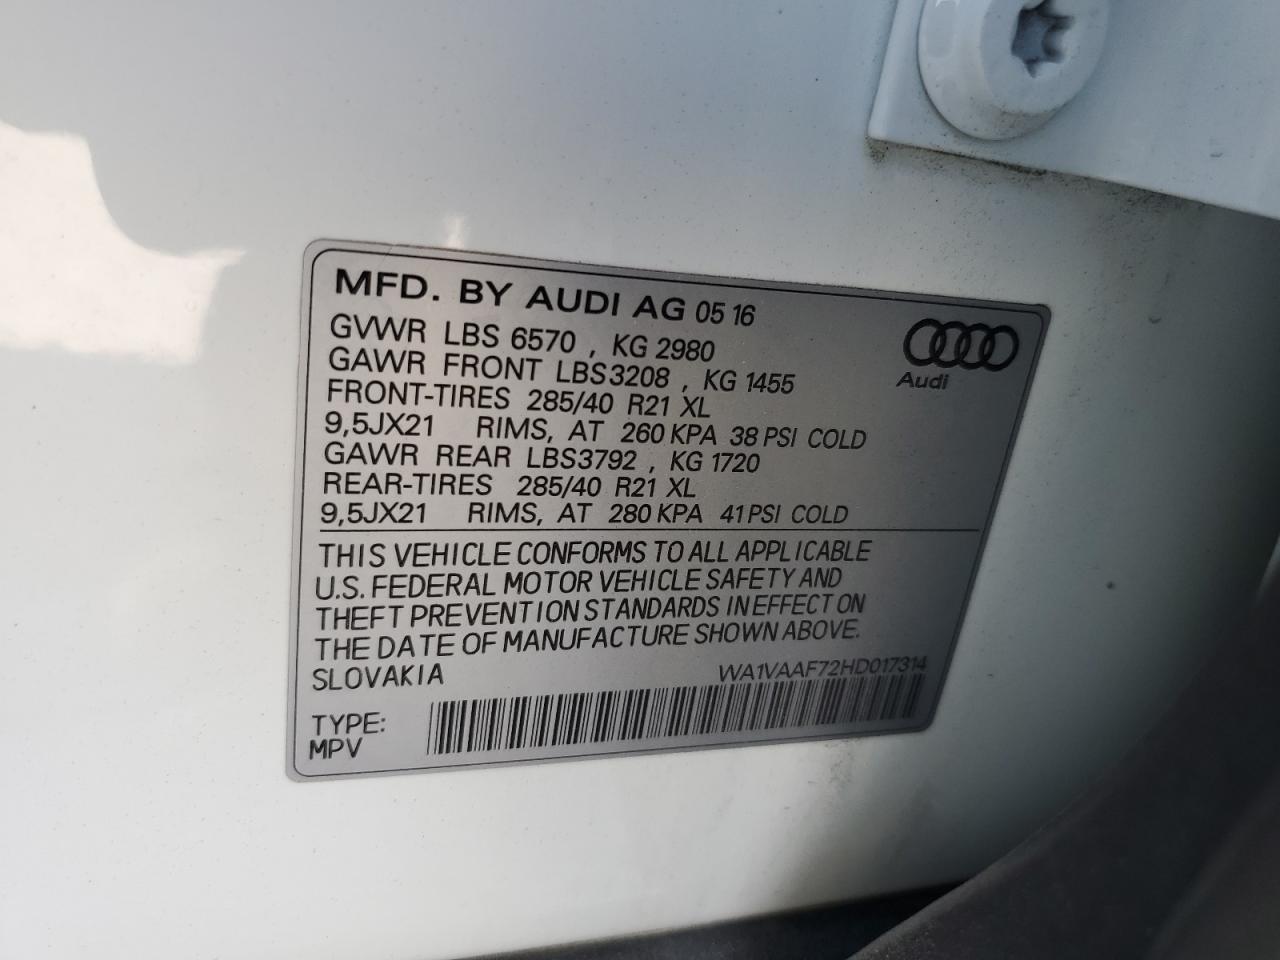 MFD. BY AUDI AG 05 16
GVWR LBS 6570 , KG 2980
GAWR FRONT LBS3208 , KG 1455
FRONT-TIRES 285/40 R21 XL
9,5JX21 RIMS, AT 260 KPA 38 PSI COLD
GAWR REAR LBS3792 , KG 1720
REAR-TIRES 285/40 R21 XL
9,5JX21 RIMS, AT 280 KPA 41 PSI COLD
Audi
THIS VEHICLE CONFORMS TO ALL APPLICABLE
U.S. FEDERAL MOTOR VEHICLE SAFETY AND
THEFT PREVENTION STANDARDS IN EFFECT ON
THE DATE OF MANUFACTURE SHOWN ABOVE.
SLOVAKIA WA1VAAF72HD017314
TYPE:
MPV